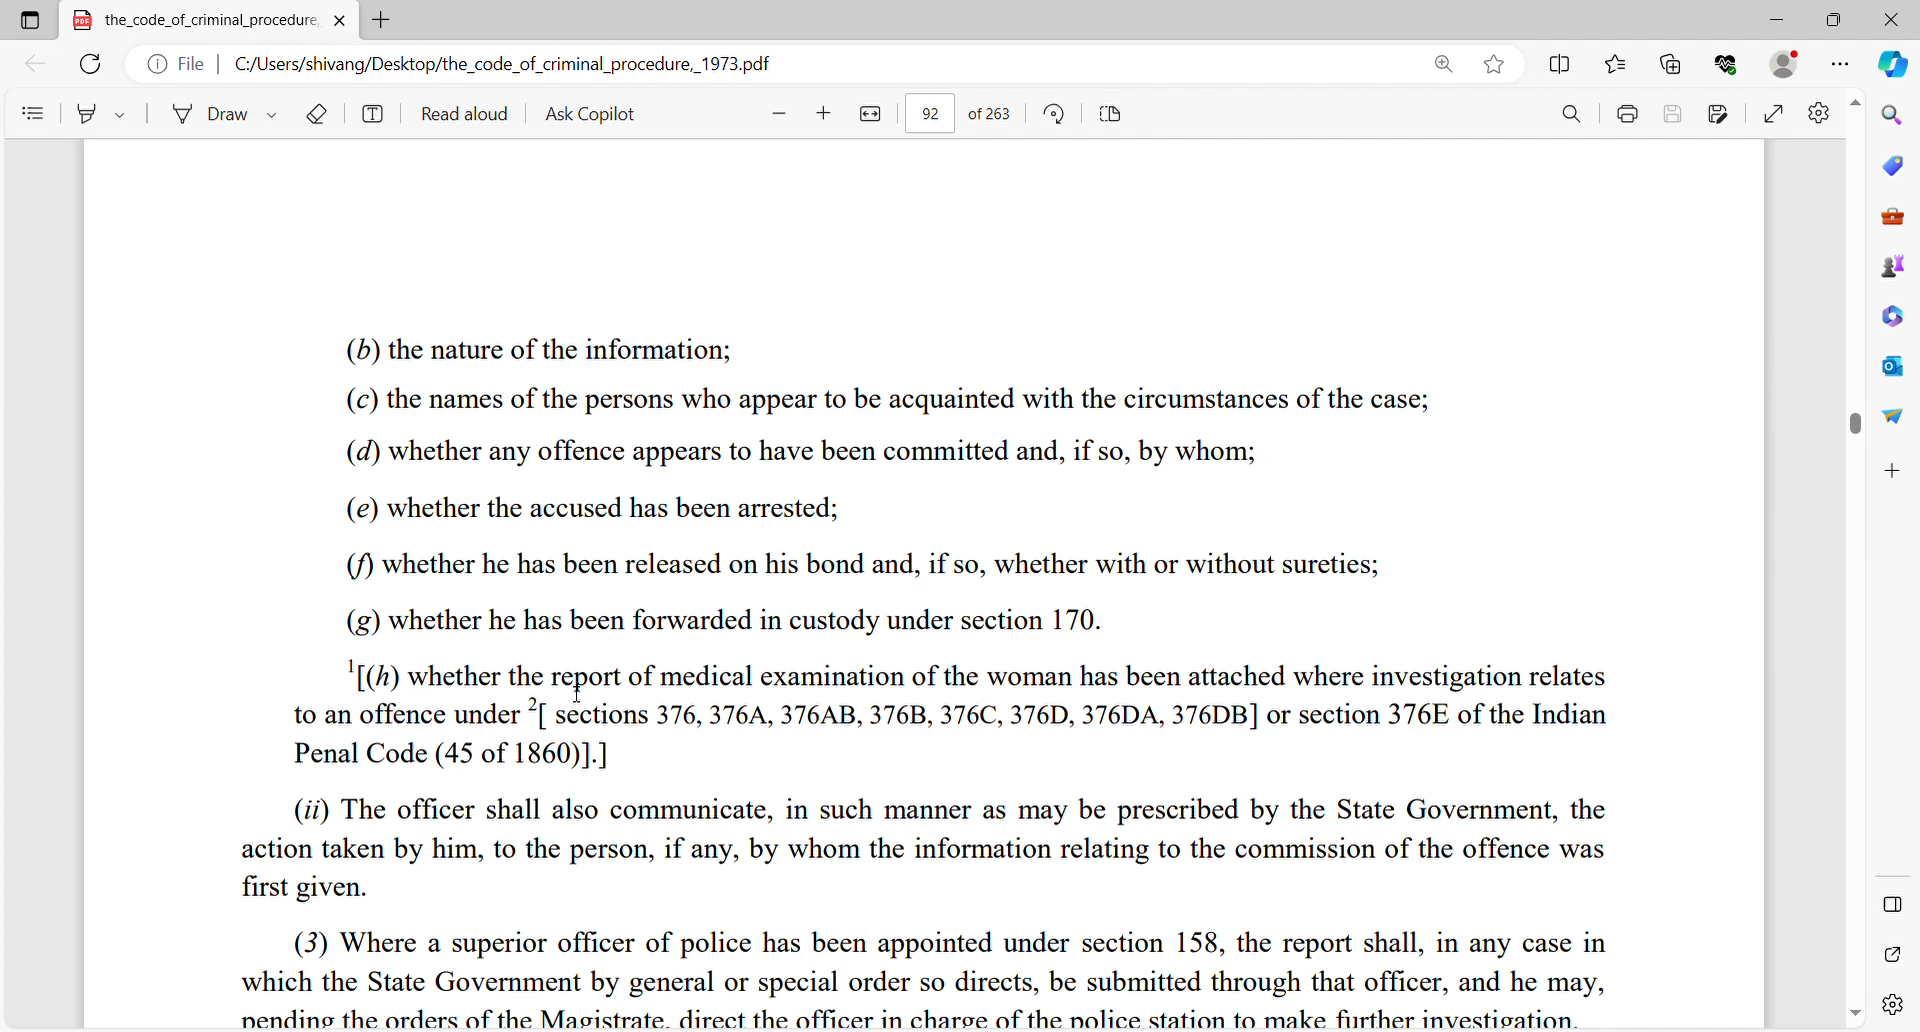 the_code_of_criminal_procedure,
File
C:/Users/shivang/Desktop/the_code_of_criminal_procedure,_1973.pdf
Draw
Read aloud
Ask Copilot
92 of 263
(b) the nature of the information;
(c) the names of the persons who appear to be acquainted with the circumstances of the case;
(d) whether any offence appears to have been committed and, if so, by whom;
(e) whether the accused has been arrested;
(f) whether he has been released on his bond and, if so, whether with or without sureties;
(g) whether he has been forwarded in custody under section 170.
1[(h) whether the report of medical examination of the woman has been attached where investigation relates
to an offence under 2[ sections 376, 376A, 376AB, 376B, 376C, 376D, 376DA, 376DB] or section 376E of the Indian
Penal Code (45 of 1860)].]
(ii) The officer shall also communicate, in such manner as may be prescribed by the State Government, the
action taken by him, to the person, if any, by whom the information relating to the commission of the offence was
first given.
(3) Where a superior officer of police has been appointed under section 158, the report shall, in any case in
which the State Government by general or special order so directs, be submitted through that officer, and he may,
pending the orders of the Magistrate, direct the officer in charge of the police station to make further investigation.